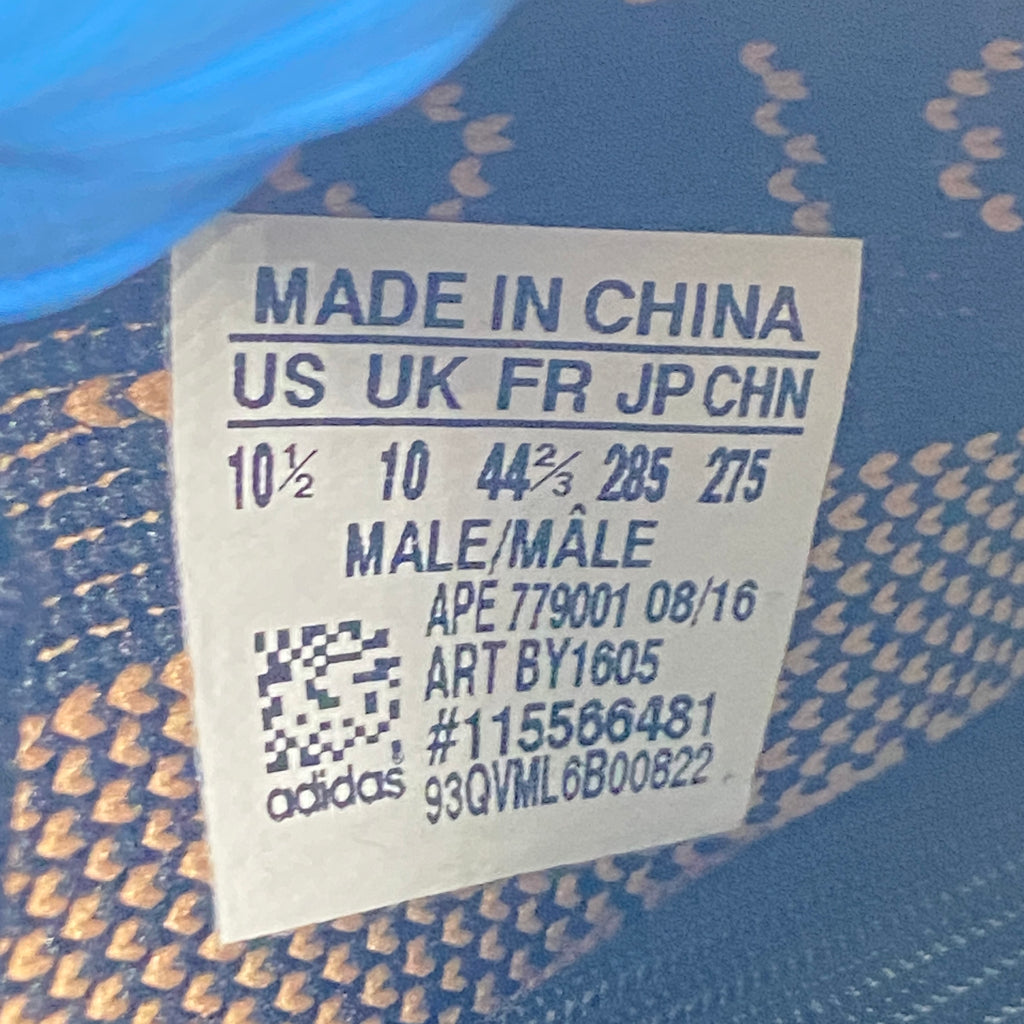 MADE IN CHINA
US UK FR JP CHN
10½ 10 44⅔ 285 275
MALE/MÂLE
APE 779001 08/16
ART BY1605
#115566481
93QVML6B00822
adidas